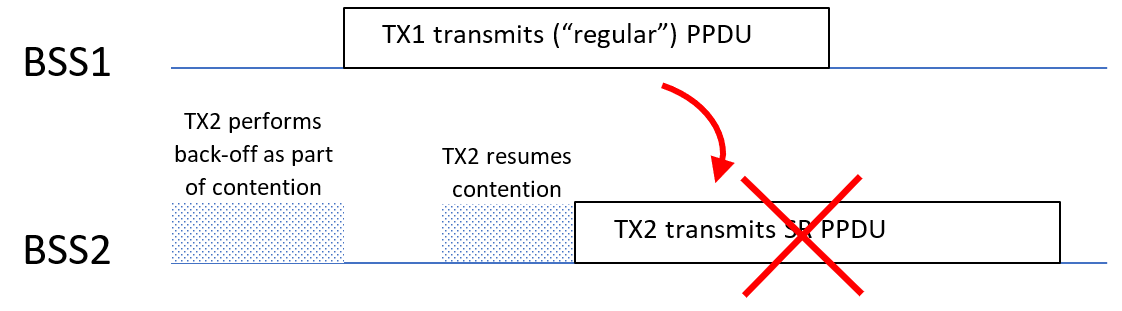 TX1 transmits (“regular”) PPDU
BSS1
TX2 performs
back-off as part
of contention
TX2 resumes
contention
TX2 transmits SR PPDU
BSS2